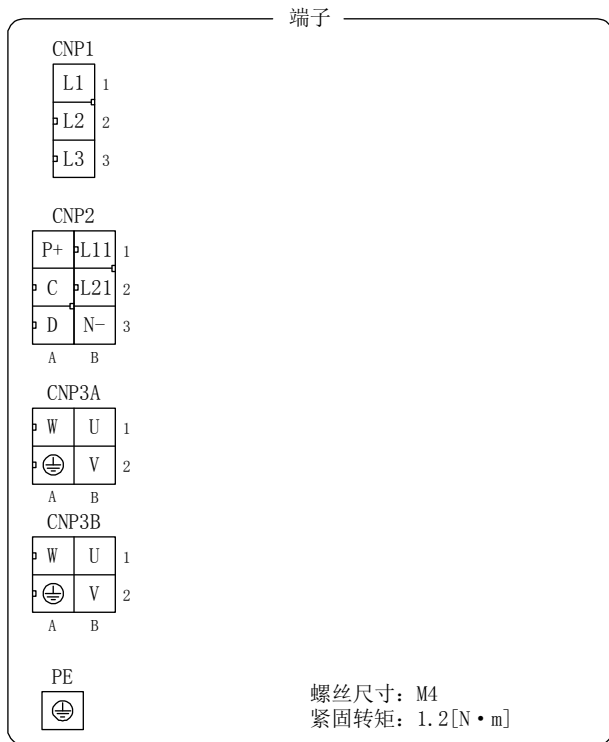 端子
CNP1
L1 1
L2 2
L3 3
CNP2
P+ L11 1
C L21 2
D N- 3
A B
CNP3A
W U 1
V 2
A B
CNP3B
W U 1
V 2
A B
PE
螺丝尺寸: M4
紧固转矩: 1.2[N·m]